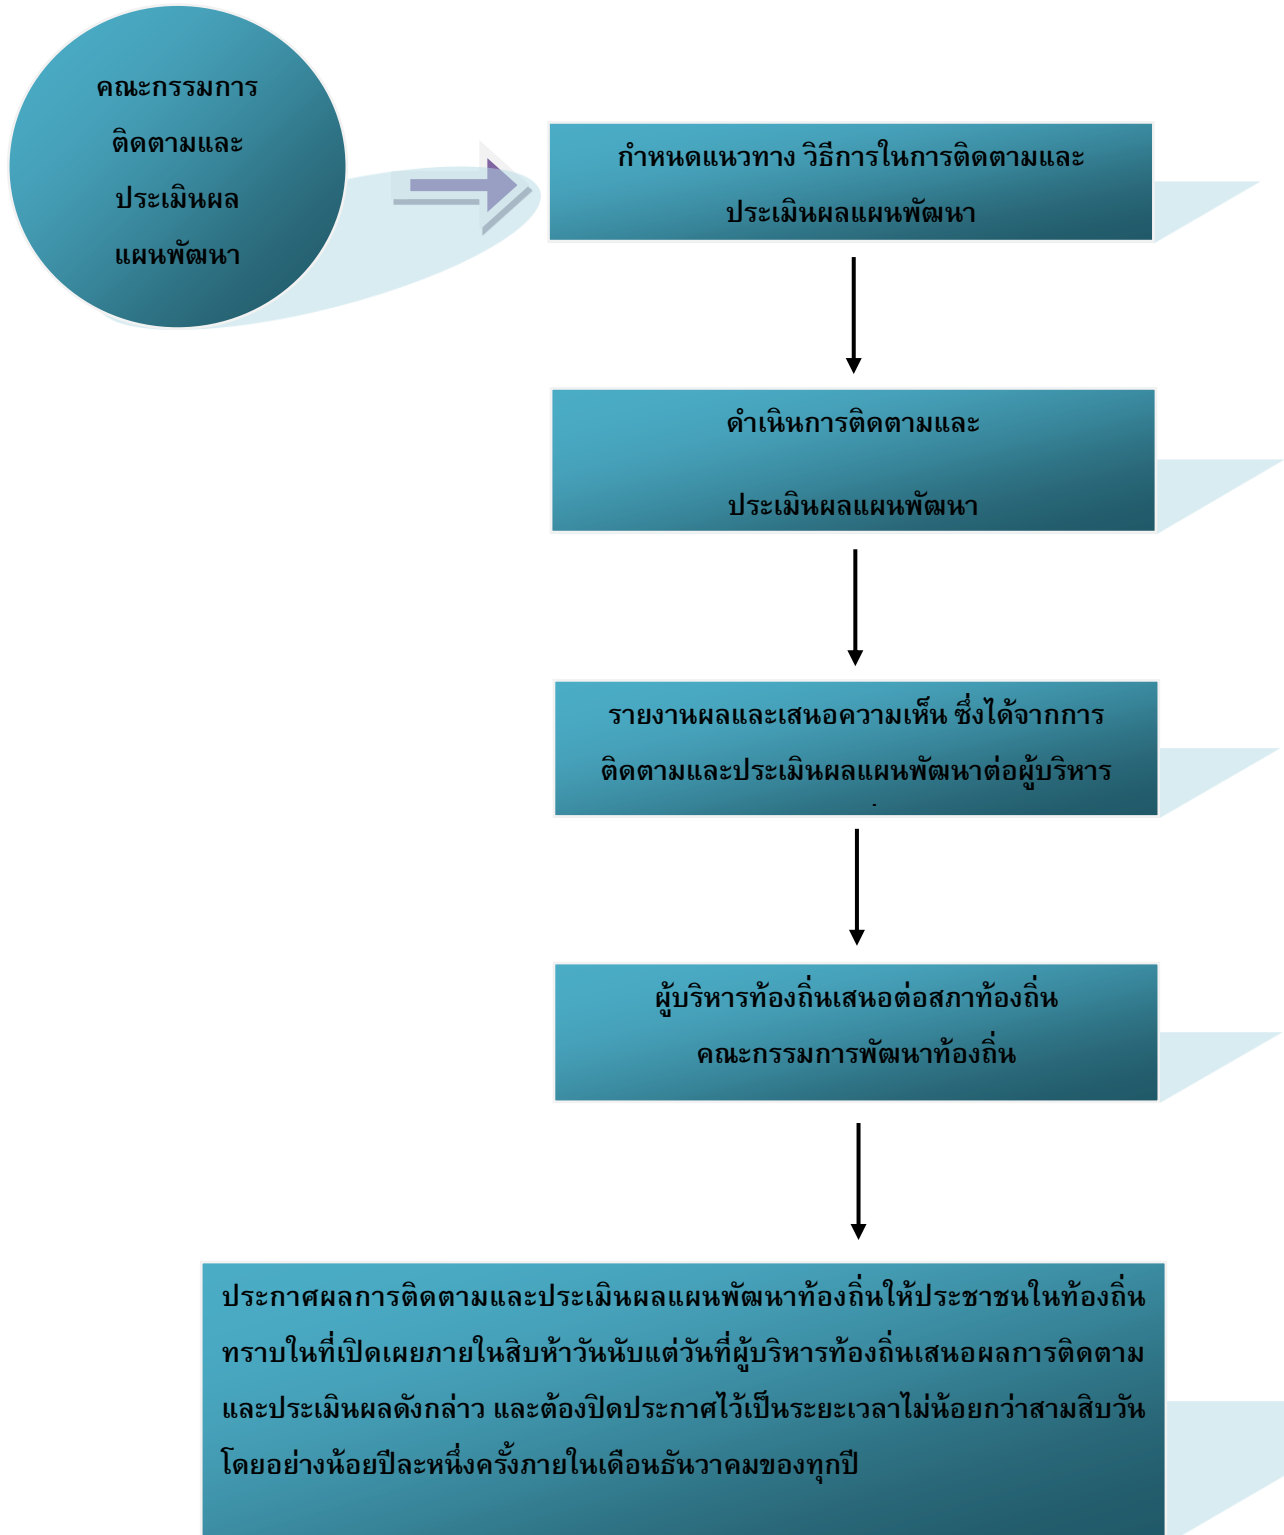 คณะกรรมการ
ติดตามและ
ประเมินผล
แผนพัฒนา
กำหนดแนวทาง วิธีการในการติดตามและ
ประเมินผลแผนพัฒนา
ดำเนินการติดตามและ
ประเมินผลแผนพัฒนา
รายงานผลและเสนอความเห็น ซึ่งได้จากการ
ติดตามและประเมินผลแผนพัฒนาต่อผู้บริหาร
ผู้บริหารท้องถิ่นเสนอต่อสภาท้องถิ่น
คณะกรรมการพัฒนาท้องถิ่น
ประกาศผลการติดตามและประเมินผลแผนพัฒนาท้องถิ่นให้ประชาชนในท้องถิ่น
ทราบในที่เปิดเผยภายในสิบห้าวันนับแต่วันที่ผู้บริหารท้องถิ่นเสนอผลการติดตาม
และประเมินผลดังกล่าว และต้องปิดประกาศไว้เป็นระยะเวลาไม่น้อยกว่าสามสิบวัน
โดยอย่างน้อยปีละหนึ่งครั้งภายในเดือนธันวาคมของทุกปี